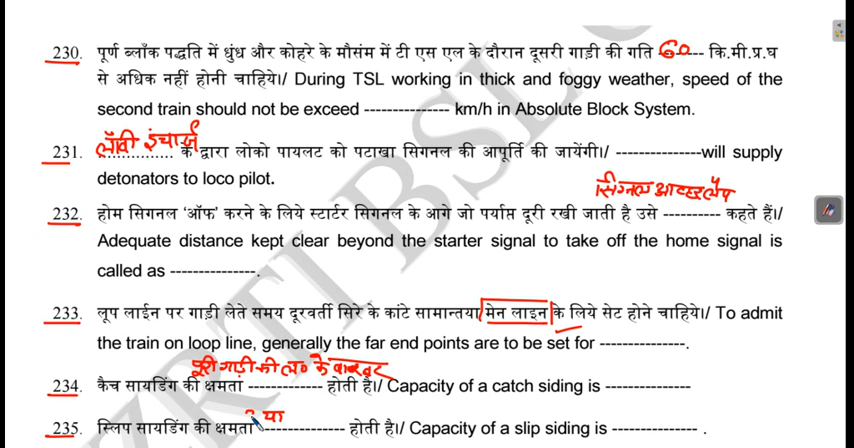 230. पूर्ण ब्लॉक पद्धति में धुंध और कोहरे के मौसम में टी एस एल के दौरान दूसरी गाड़ी की गति 60--- कि.मी.प्र.घ
से अधिक नहीं होनी चाहिये।/ During TSL working in thick and foggy weather, speed of the
second train should not be exceed --------------- km/h in Absolute Block System.
लॉबी इंचार्ज
231. ............... के द्वारा लोको पायलट को पटाखा सिगनल की आपूर्ति की जायेंगी।/ ---------------will supply
detonators to loco pilot.
सिगनल आवरलैप
232. होम सिगनल 'ऑफ' करने के लिये स्टार्टर सिगनल के आगे जो पर्याप्त दूरी रखी जाती है उसे ---------- कहते हैं।/
Adequate distance kept clear beyond the starter signal to take off the home signal is
called as ---------------.
233. लूप लाईन पर गाड़ी लेते समय दूरवर्ती सिरे के कांटे सामान्तया मेन लाइन के लिये सेट होने चाहिये।/ To admit
the train on loop line, generally the far end points are to be set for ---------------.
पूरी गाड़ी की ल० के बराबर
234. कैच सायडिंग की क्षमता ------------- होती है।/ Capacity of a catch siding is ---------------
या
235. स्लिप सायडिंग की क्षमता -------------- होती है।/ Capacity of a slip siding is --------------- .
ZRTI BSL